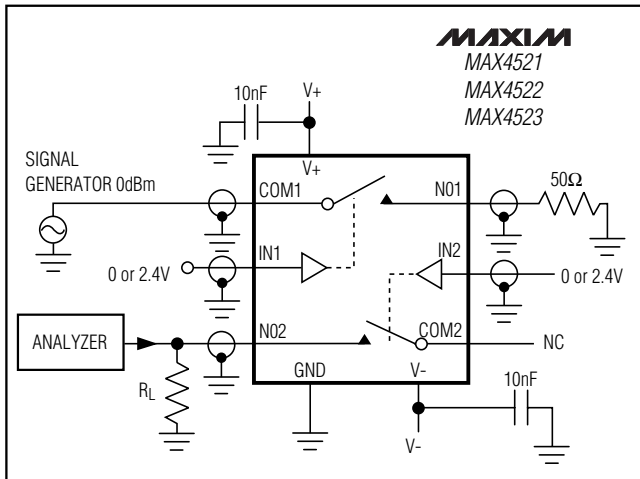 MAXIM
MAX4521
MAX4522
MAX4523
10nF
V+
V+
SIGNAL
GENERATOR 0dBm
COM1
N01
50Ω
IN1
IN2
0 or 2.4V
0 or 2.4V
ANALYZER
N02
COM2
NC
RL
GND
V-
10nF
V-